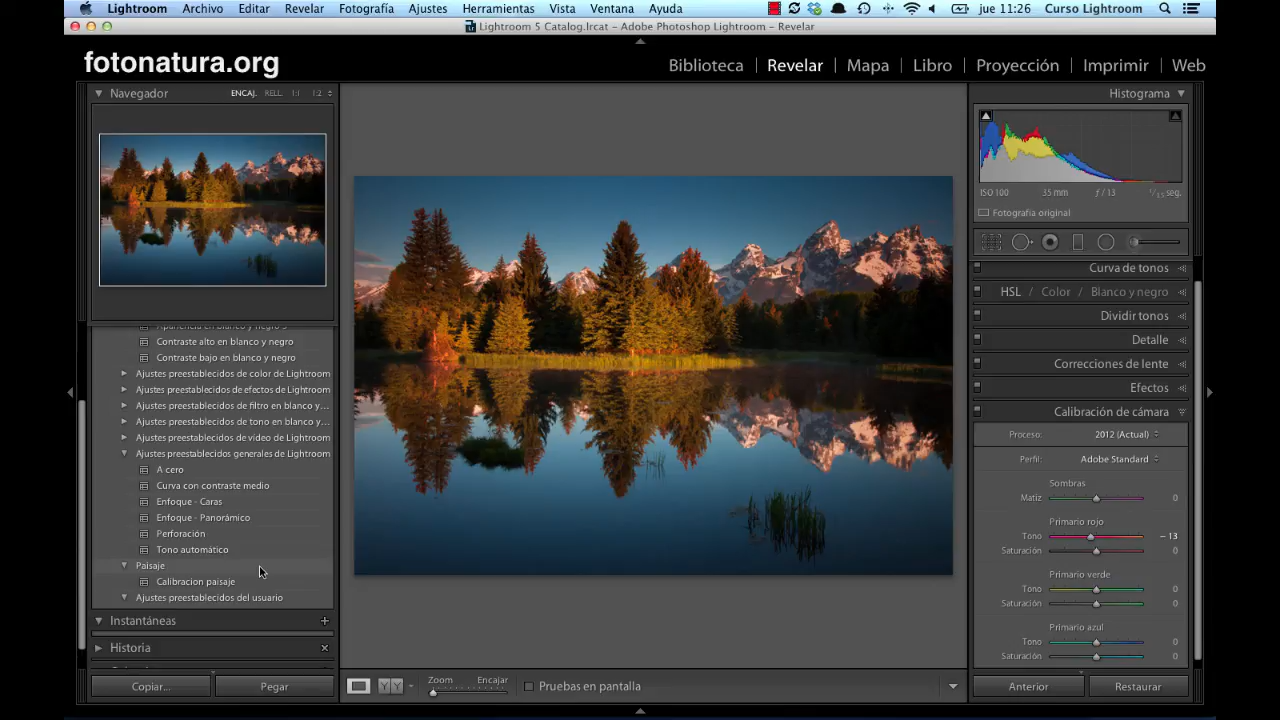 Lightroom Archivo Editar Revelar Fotografía Ajustes Herramientas Vista Ventana Ayuda jue 11:26 Curso Lightroom
Lightroom 5 Catalog.lrcat – Adobe Photoshop Lightroom – Revelar
fotonatura.org
Biblioteca | Revelar | Mapa | Libro | Proyección | Imprimir | Web
Navegador ENCAJ. RELL. 1:1 1:2
Histograma
ISO 100 35 mm ƒ / 13 seg.
Fotografía original
Curva de tonos
HSL / Color / Blanco y negro
Dividir tonos
Detalle
Correcciones de lente
Efectos
Calibración de cámara
Proceso: 2012 (Actual)
Perfil: Adobe Standard
Sombras
Matiz 0
Primario rojo
Tono – 13
Saturación 0
Primario verde
Tono 0
Saturación 0
Primario azul
Tono 0
Saturación 0
Apariencia en blanco y negro 3
Contraste alto en blanco y negro
Contraste bajo en blanco y negro
Ajustes preestablecidos de color de Lightroom
Ajustes preestablecidos de efectos de Lightroom
Ajustes preestablecidos de filtro en blanco y...
Ajustes preestablecidos de tono en blanco y...
Ajustes preestablecidos de vídeo de Lightroom
Ajustes preestablecidos generales de Lightroom
A cero
Curva con contraste medio
Enfoque - Caras
Enfoque - Panorámico
Perforación
Tono automático
Paisaje
Calibracion paisaje
Ajustes preestablecidos del usuario
Instantáneas
Historia
Copiar... Pegar
Zoom Encajar
Pruebas en pantalla
Anterior Restaurar